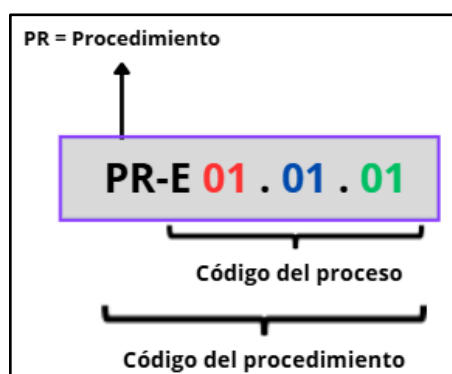 PR = Procedimiento
PR-E 01 . 01 . 01
Código del proceso
Código del procedimiento